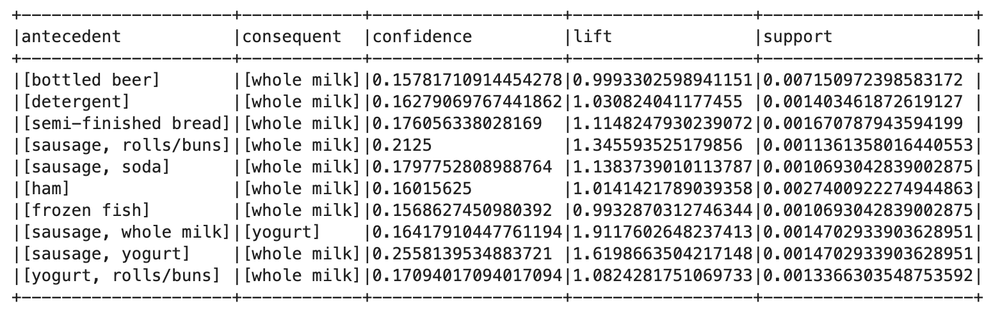 +---------------------+------------+-------------------+------------------+---------------------+
|antecedent           |consequent  |confidence         |lift              |support              |
+---------------------+------------+-------------------+------------------+---------------------+
|[bottled beer]       |[whole milk]|0.15781710914454278|0.9993302598941151|0.007150972398583172 |
|[detergent]          |[whole milk]|0.16279069767441862|1.030824041177455 |0.001403461872619127 |
|[semi-finished bread]|[whole milk]|0.176056338028169  |1.1148247930239072|0.001670787943594199 |
|[sausage, rolls/buns]|[whole milk]|0.2125             |1.345593525179856 |0.0011361358016440553|
|[sausage, soda]      |[whole milk]|0.1797752808988764 |1.1383739010113787|0.0010693042839002875|
|[ham]                |[whole milk]|0.16015625         |1.0141421789039358|0.0027400922274944863|
|[frozen fish]        |[whole milk]|0.1568627450980392 |0.9932870312746344|0.0010693042839002875|
|[sausage, whole milk]|[yogurt]    |0.16417910447761194|1.9117602648237413|0.0014702933903628951|
|[sausage, yogurt]    |[whole milk]|0.2558139534883721 |1.6198663504217148|0.0014702933903628951|
|[yogurt, rolls/buns] |[whole milk]|0.17094017094017094|1.0824281751069733|0.0013366303548753592|
+---------------------+------------+-------------------+------------------+---------------------+